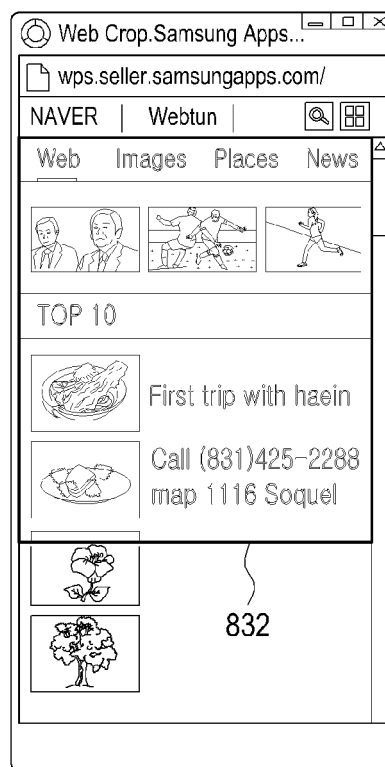 Web Crop.Samsung Apps...
wps.seller.samsungapps.com/
NAVER | Webtun |
Web Images Places News
TOP 10
First trip with haein
Call (831)425-2288
map 1116 Soquel
832